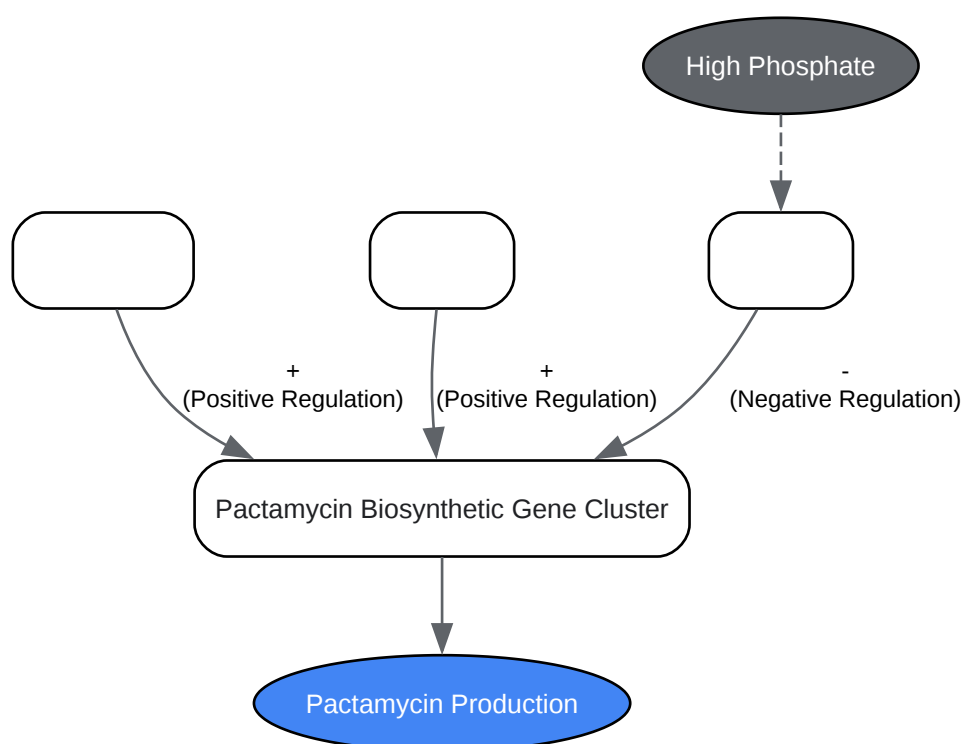 High Phosphate
+
(Positive Regulation)
+
(Positive Regulation)
-
(Negative Regulation)
Pactamycin Biosynthetic Gene Cluster
Pactamycin Production